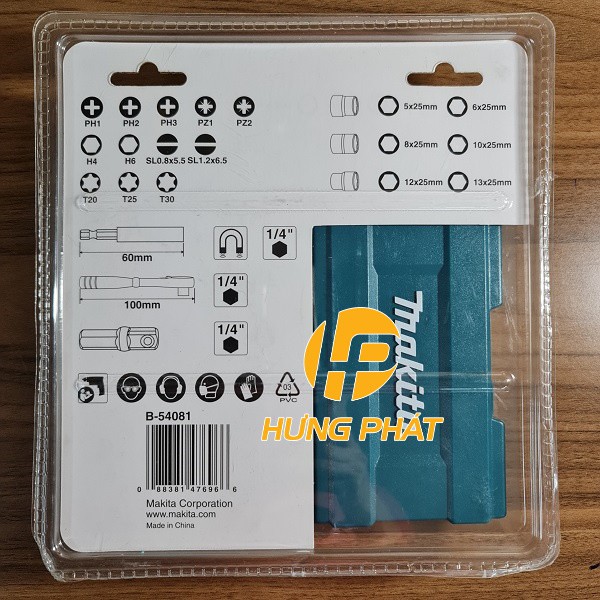 PH1 PH2 PH3 PZ1 PZ2
5x25mm 6x25mm
H4 H6 SL0.8x5.5 SL1.2x6.5
8x25mm 10x25mm
T20 T25 T30
12x25mm 13x25mm
60mm
1/4"
100mm
1/4"
1/4"
makita
03
PVC
B-54081
0 88381 47696 6
HƯNG PHÁT
Makita Corporation
www.makita.com
Made in China